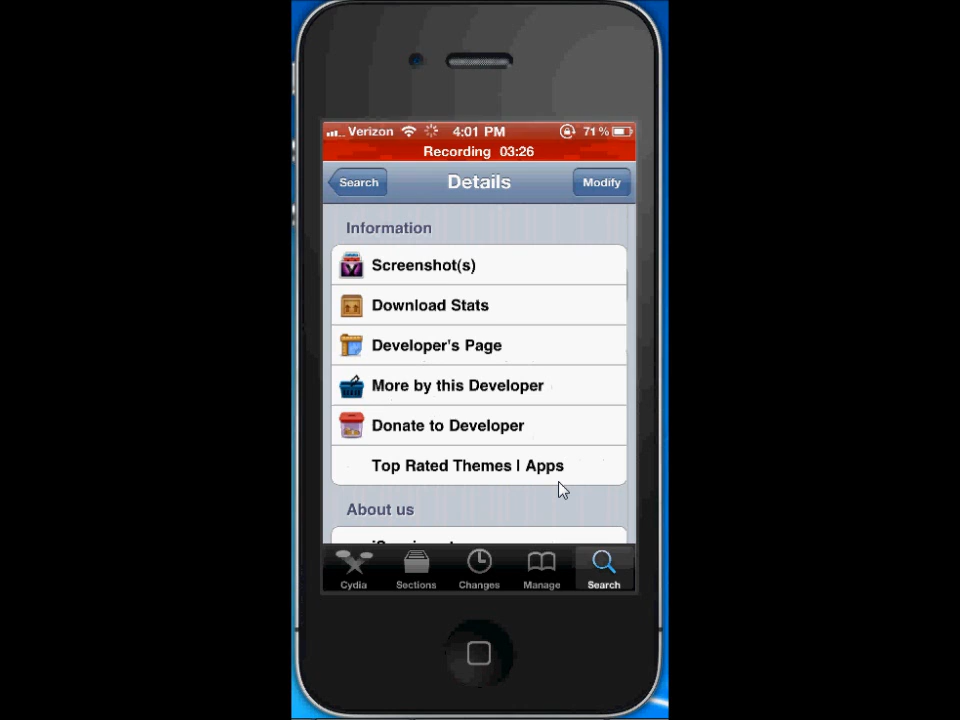 Verizon 4:01 PM 71%
Recording 03:26
Search Details Modify
Information
Screenshot(s)
Download Stats
Developer's Page
More by this Developer
Donate to Developer
Top Rated Themes | Apps
About us
Cydia Sections Changes Manage Search